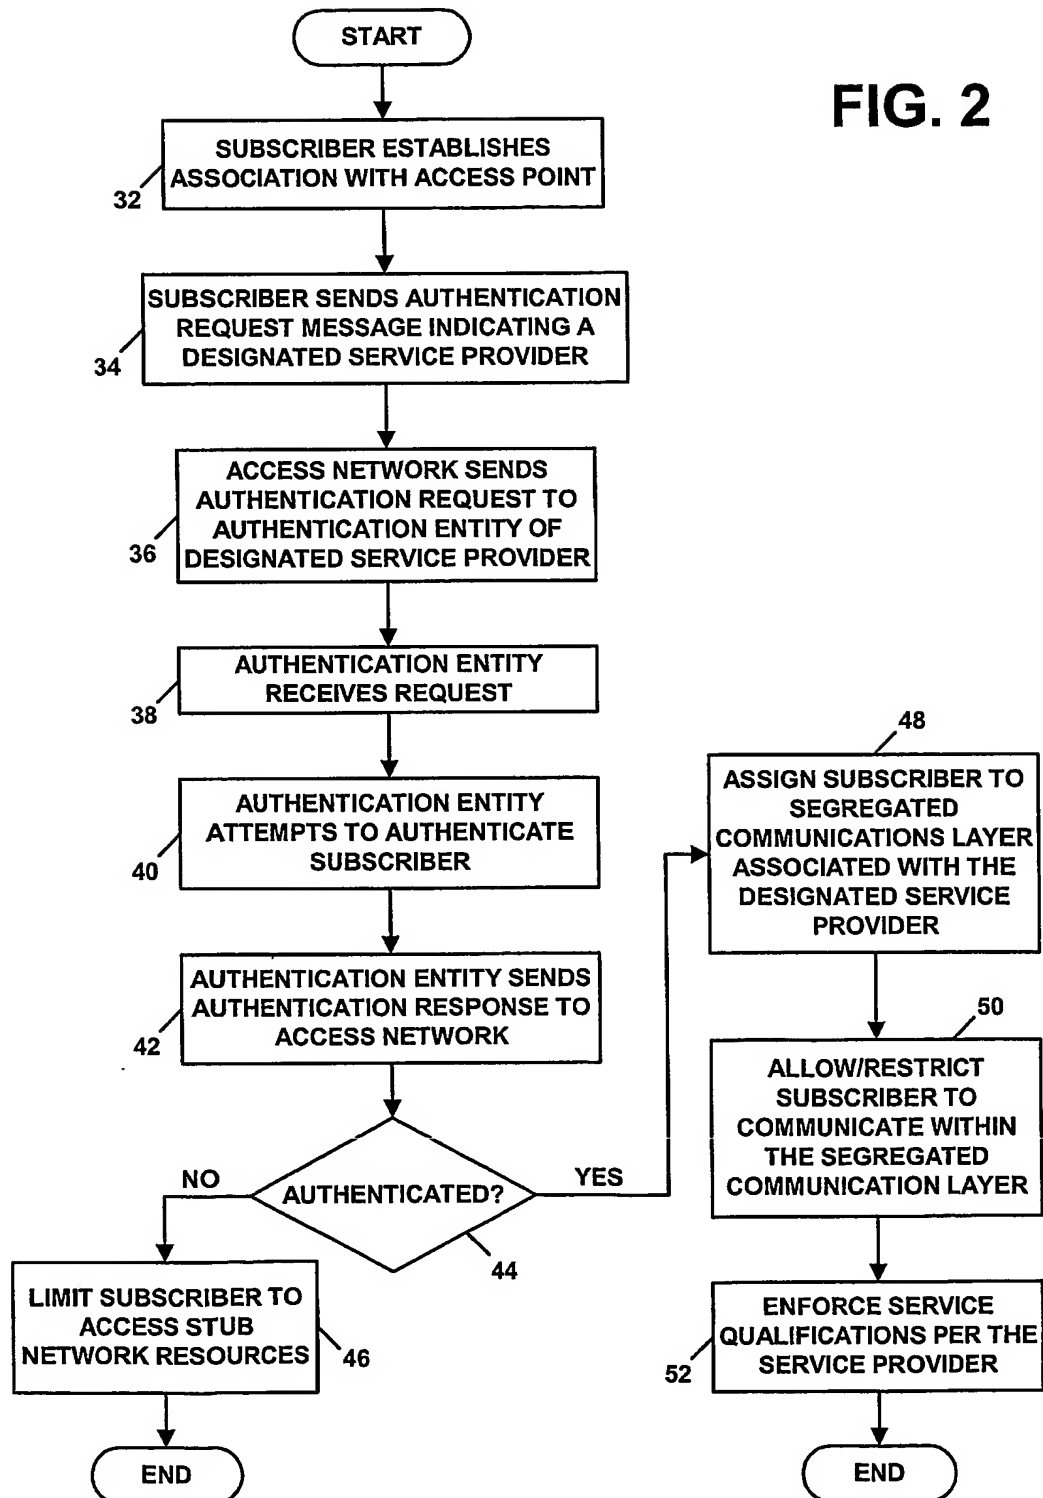 START
FIG. 2
SUBSCRIBER ESTABLISHES
ASSOCIATION WITH ACCESS POINT
32
SUBSCRIBER SENDS AUTHENTICATION
REQUEST MESSAGE INDICATING A
DESIGNATED SERVICE PROVIDER
34
ACCESS NETWORK SENDS
AUTHENTICATION REQUEST TO
AUTHENTICATION ENTITY OF
DESIGNATED SERVICE PROVIDER
36
AUTHENTICATION ENTITY
RECEIVES REQUEST
38
AUTHENTICATION ENTITY
ATTEMPTS TO AUTHENTICATE
SUBSCRIBER
40
AUTHENTICATION ENTITY SENDS
AUTHENTICATION RESPONSE TO
ACCESS NETWORK
42
AUTHENTICATED?
44
NO
YES
LIMIT SUBSCRIBER TO
ACCESS STUB
NETWORK RESOURCES
46
END
48
ASSIGN SUBSCRIBER TO
SEGREGATED
COMMUNICATIONS LAYER
ASSOCIATED WITH THE
DESIGNATED SERVICE
PROVIDER
50
ALLOW/RESTRICT
SUBSCRIBER TO
COMMUNICATE WITHIN
THE SEGREGATED
COMMUNICATION LAYER
ENFORCE SERVICE
QUALIFICATIONS PER THE
SERVICE PROVIDER
52
END